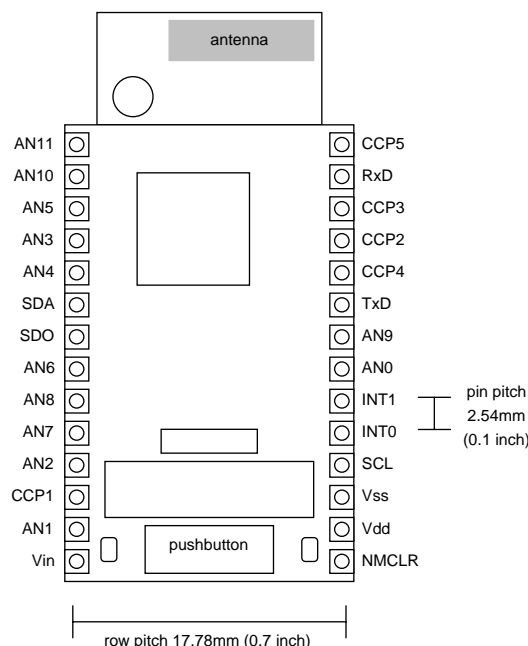 antenna
AN11 CCP5
AN10 RxD
AN5 CCP3
AN3 CCP2
AN4 CCP4
SDA TxD
SDO AN9
AN6 AN0
AN8 INT1
AN7 INT0
AN2 SCL
CCP1 Vss
AN1 Vdd
Vin NMCLR
pin pitch
2.54mm
(0.1 inch)
pushbutton
row pitch 17.78mm (0.7 inch)